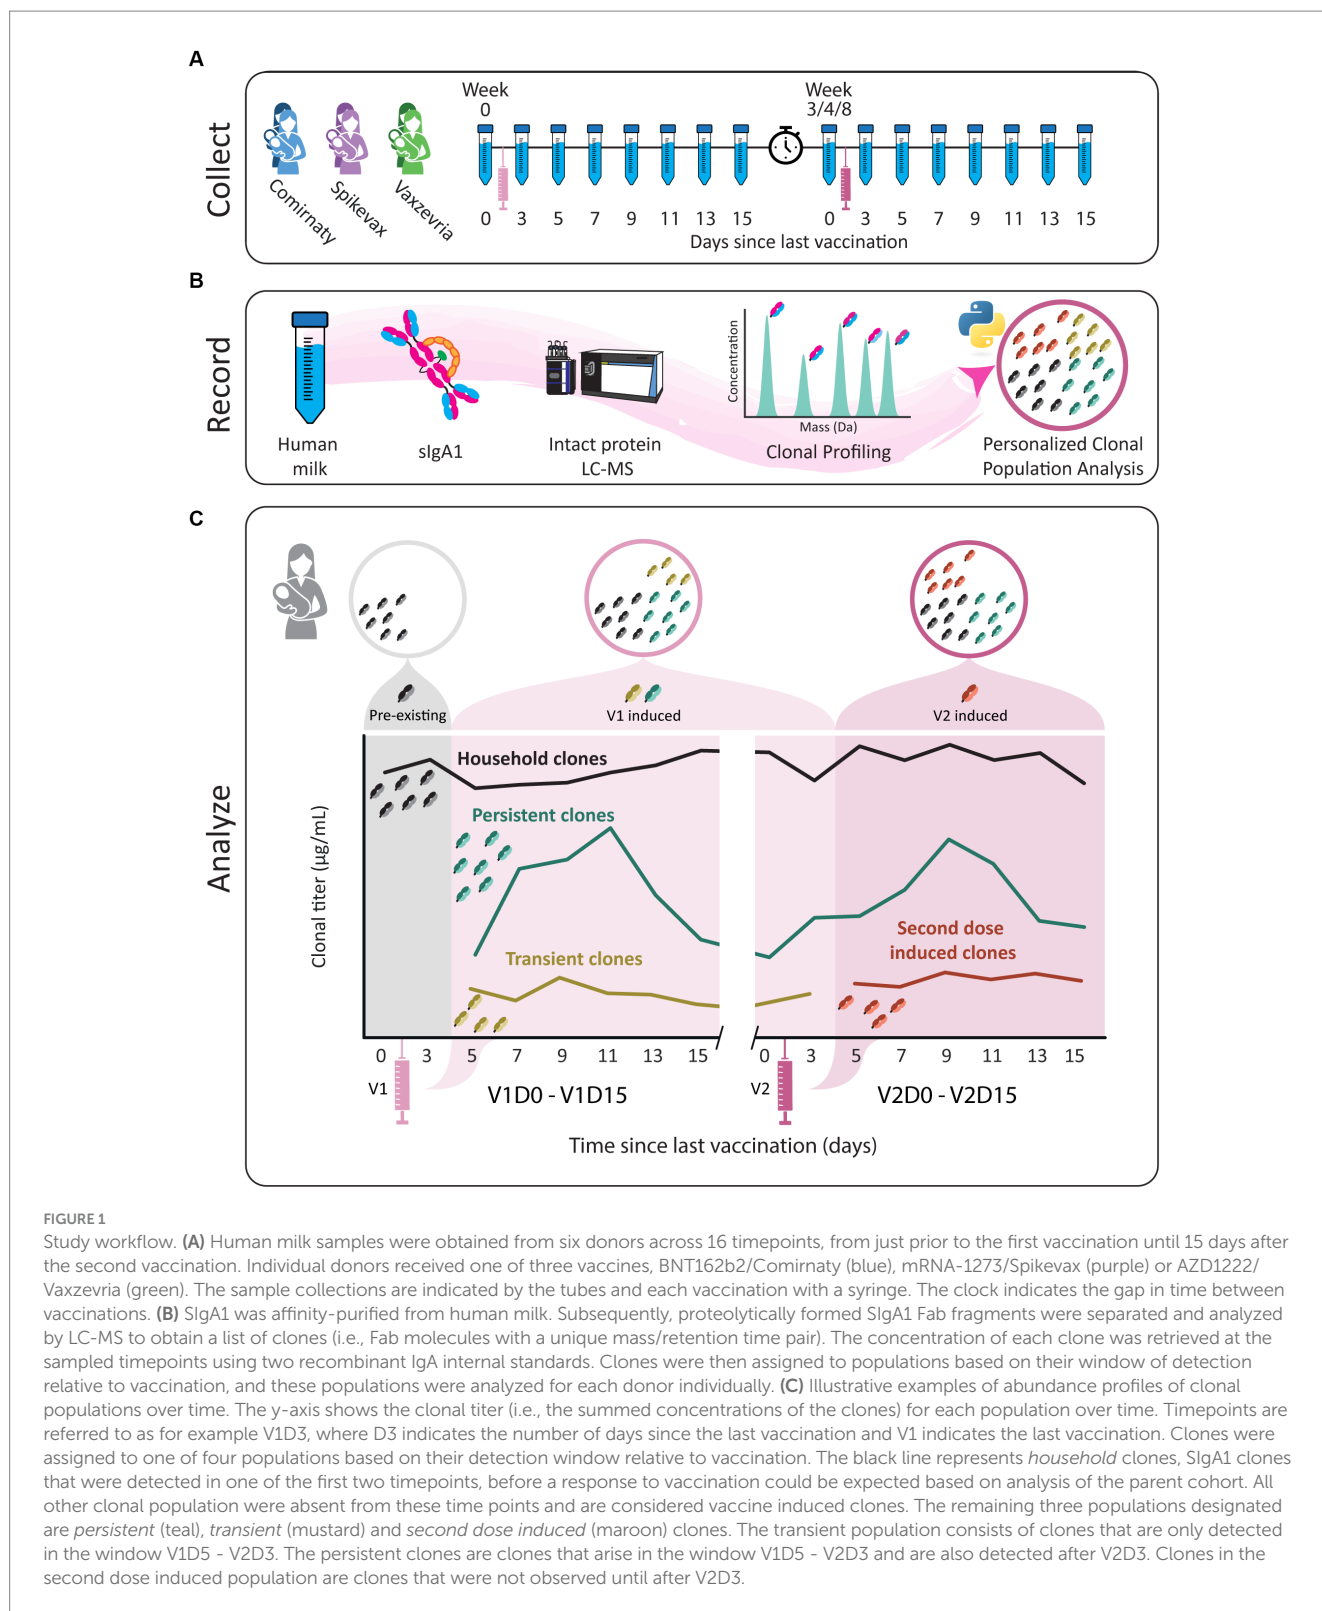 A
Collect
Comirnaty
Spikevax
Vaxzevria
Week
0
Week
3/4/8
0 3 5 7 9 11 13 15
0 3 5 7 9 11 13 15
Days since last vaccination
B
Record
Human
milk
sIgA1
Intact protein
LC-MS
Concentration
Mass (Da)
Clonal Profiling
Personalized Clonal
Population Analysis
C
Analyze
Pre-existing
V1 induced
V2 induced
Clonal titer (µg/mL)
Household clones
Persistent clones
Transient clones
Second dose
induced clones
0 3 5 7 9 11 13 15
0 3 5 7 9 11 13 15
V1
V1D0 - V1D15
V2
V2D0 - V2D15
Time since last vaccination (days)
FIGURE 1
Study workflow. (A) Human milk samples were obtained from six donors across 16 timepoints, from just prior to the first vaccination until 15 days after
the second vaccination. Individual donors received one of three vaccines, BNT162b2/Comirnaty (blue), mRNA-1273/Spikevax (purple) or AZD1222/
Vaxzevria (green). The sample collections are indicated by the tubes and each vaccination with a syringe. The clock indicates the gap in time between
vaccinations. (B) SIgA1 was affinity-purified from human milk. Subsequently, proteolytically formed SIgA1 Fab fragments were separated and analyzed
by LC-MS to obtain a list of clones (i.e., Fab molecules with a unique mass/retention time pair). The concentration of each clone was retrieved at the
sampled timepoints using two recombinant IgA internal standards. Clones were then assigned to populations based on their window of detection
relative to vaccination, and these populations were analyzed for each donor individually. (C) Illustrative examples of abundance profiles of clonal
populations over time. The y-axis shows the clonal titer (i.e., the summed concentrations of the clones) for each population over time. Timepoints are
referred to as for example V1D3, where D3 indicates the number of days since the last vaccination and V1 indicates the last vaccination. Clones were
assigned to one of four populations based on their detection window relative to vaccination. The black line represents household clones, SIgA1 clones
that were detected in one of the first two timepoints, before a response to vaccination could be expected based on analysis of the parent cohort. All
other clonal population were absent from these time points and are considered vaccine induced clones. The remaining three populations designated
are persistent (teal), transient (mustard) and second dose induced (maroon) clones. The transient population consists of clones that are only detected
in the window V1D5 - V2D3. The persistent clones are clones that arise in the window V1D5 - V2D3 and are also detected after V2D3. Clones in the
second dose induced population are clones that were not observed until after V2D3.